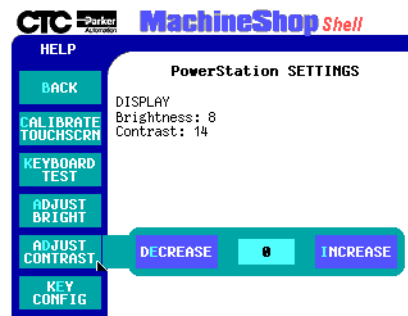 CTC Parker Automation MachineShop Shell
HELP
PowerStation SETTINGS
BACK
DISPLAY
Brightness: 8
Contrast: 14
CALIBRATE
TOUCHSCRN
KEYBOARD
TEST
ADJUST
BRIGHT
ADJUST
CONTRAST
DECREASE 0 INCREASE
KEY
CONFIG